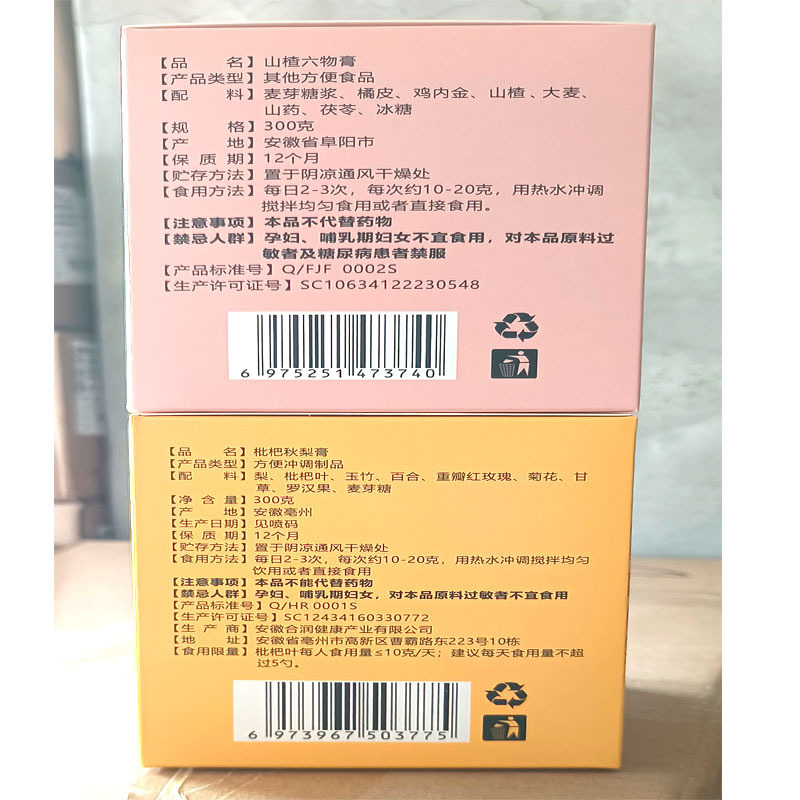 【品　　名】山楂六物膏
【产品类型】其他方便食品
【配　　料】麦芽糖浆、橘皮、鸡内金、山楂、大麦、
山药、茯苓、冰糖
【规　　格】300克
【产　　地】安徽省阜阳市
【保 质 期】12个月
【贮存方法】置于阴凉通风干燥处
【食用方法】每日2-3次，每次约10-20克，用热水冲调
搅拌均匀食用或者直接食用。
【注意事项】本品不代替药物
【禁忌人群】孕妇、哺乳期妇女不宜食用，对本品原料过
敏者及糖尿病患者禁服
【产品标准号】Q/FJF 0002S
【生产许可证号】SC10634122230548
6 975251 473740
【品　　名】枇杷秋梨膏
【产品类型】方便冲调制品
【配　　料】梨、枇杷叶、玉竹、百合、重瓣红玫瑰、菊花、甘
草、罗汉果、麦芽糖
【净 含 量】300克
【产　　地】安徽亳州
【生产日期】见喷码
【保 质 期】12个月
【贮存方法】置于阴凉通风干燥处
【食用方法】每日2-3次，每次约10-20克，用热水冲调搅拌均匀
饮用或者直接食用
【注意事项】本品不能代替药物
【禁忌人群】孕妇、哺乳期妇女，对本品原料过敏者不宜食用
【产品标准号】Q/HR 0001S
【生产许可证号】SC12434160330772
【生 产 商】安徽合润健康产业有限公司
【地　　址】安徽省亳州市高新区曹霸路东223号10栋
【食用限量】枇杷叶每人食用量≤10克/天；建议每天食用量不超
过5勺。
6 973967 503775